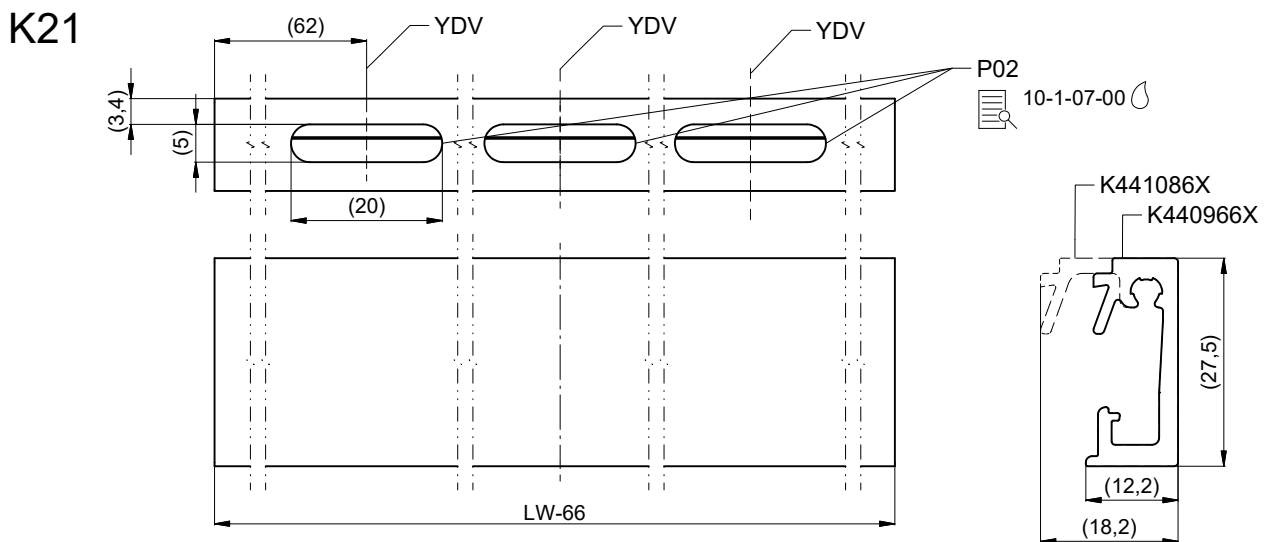 K21
(62)
YDV
YDV
YDV
P02
10-1-07-00
(3,4)
(5)
(20)
K441086X
K440966X
(27,5)
(12,2)
(18,2)
LW-66